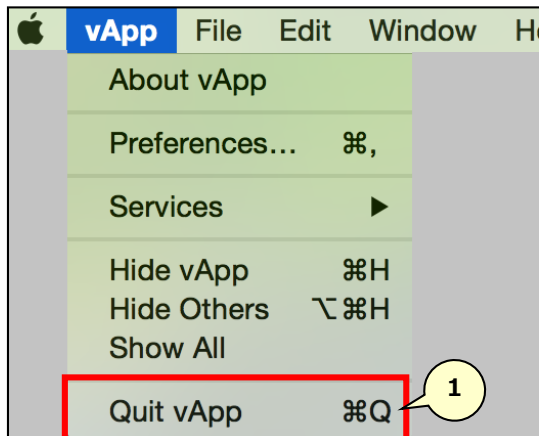 vApp File Edit Window
About vApp
Preferences... ⌘,
Services ▶
Hide vApp ⌘H
Hide Others ⌥⌘H
Show All
Quit vApp ⌘Q
1